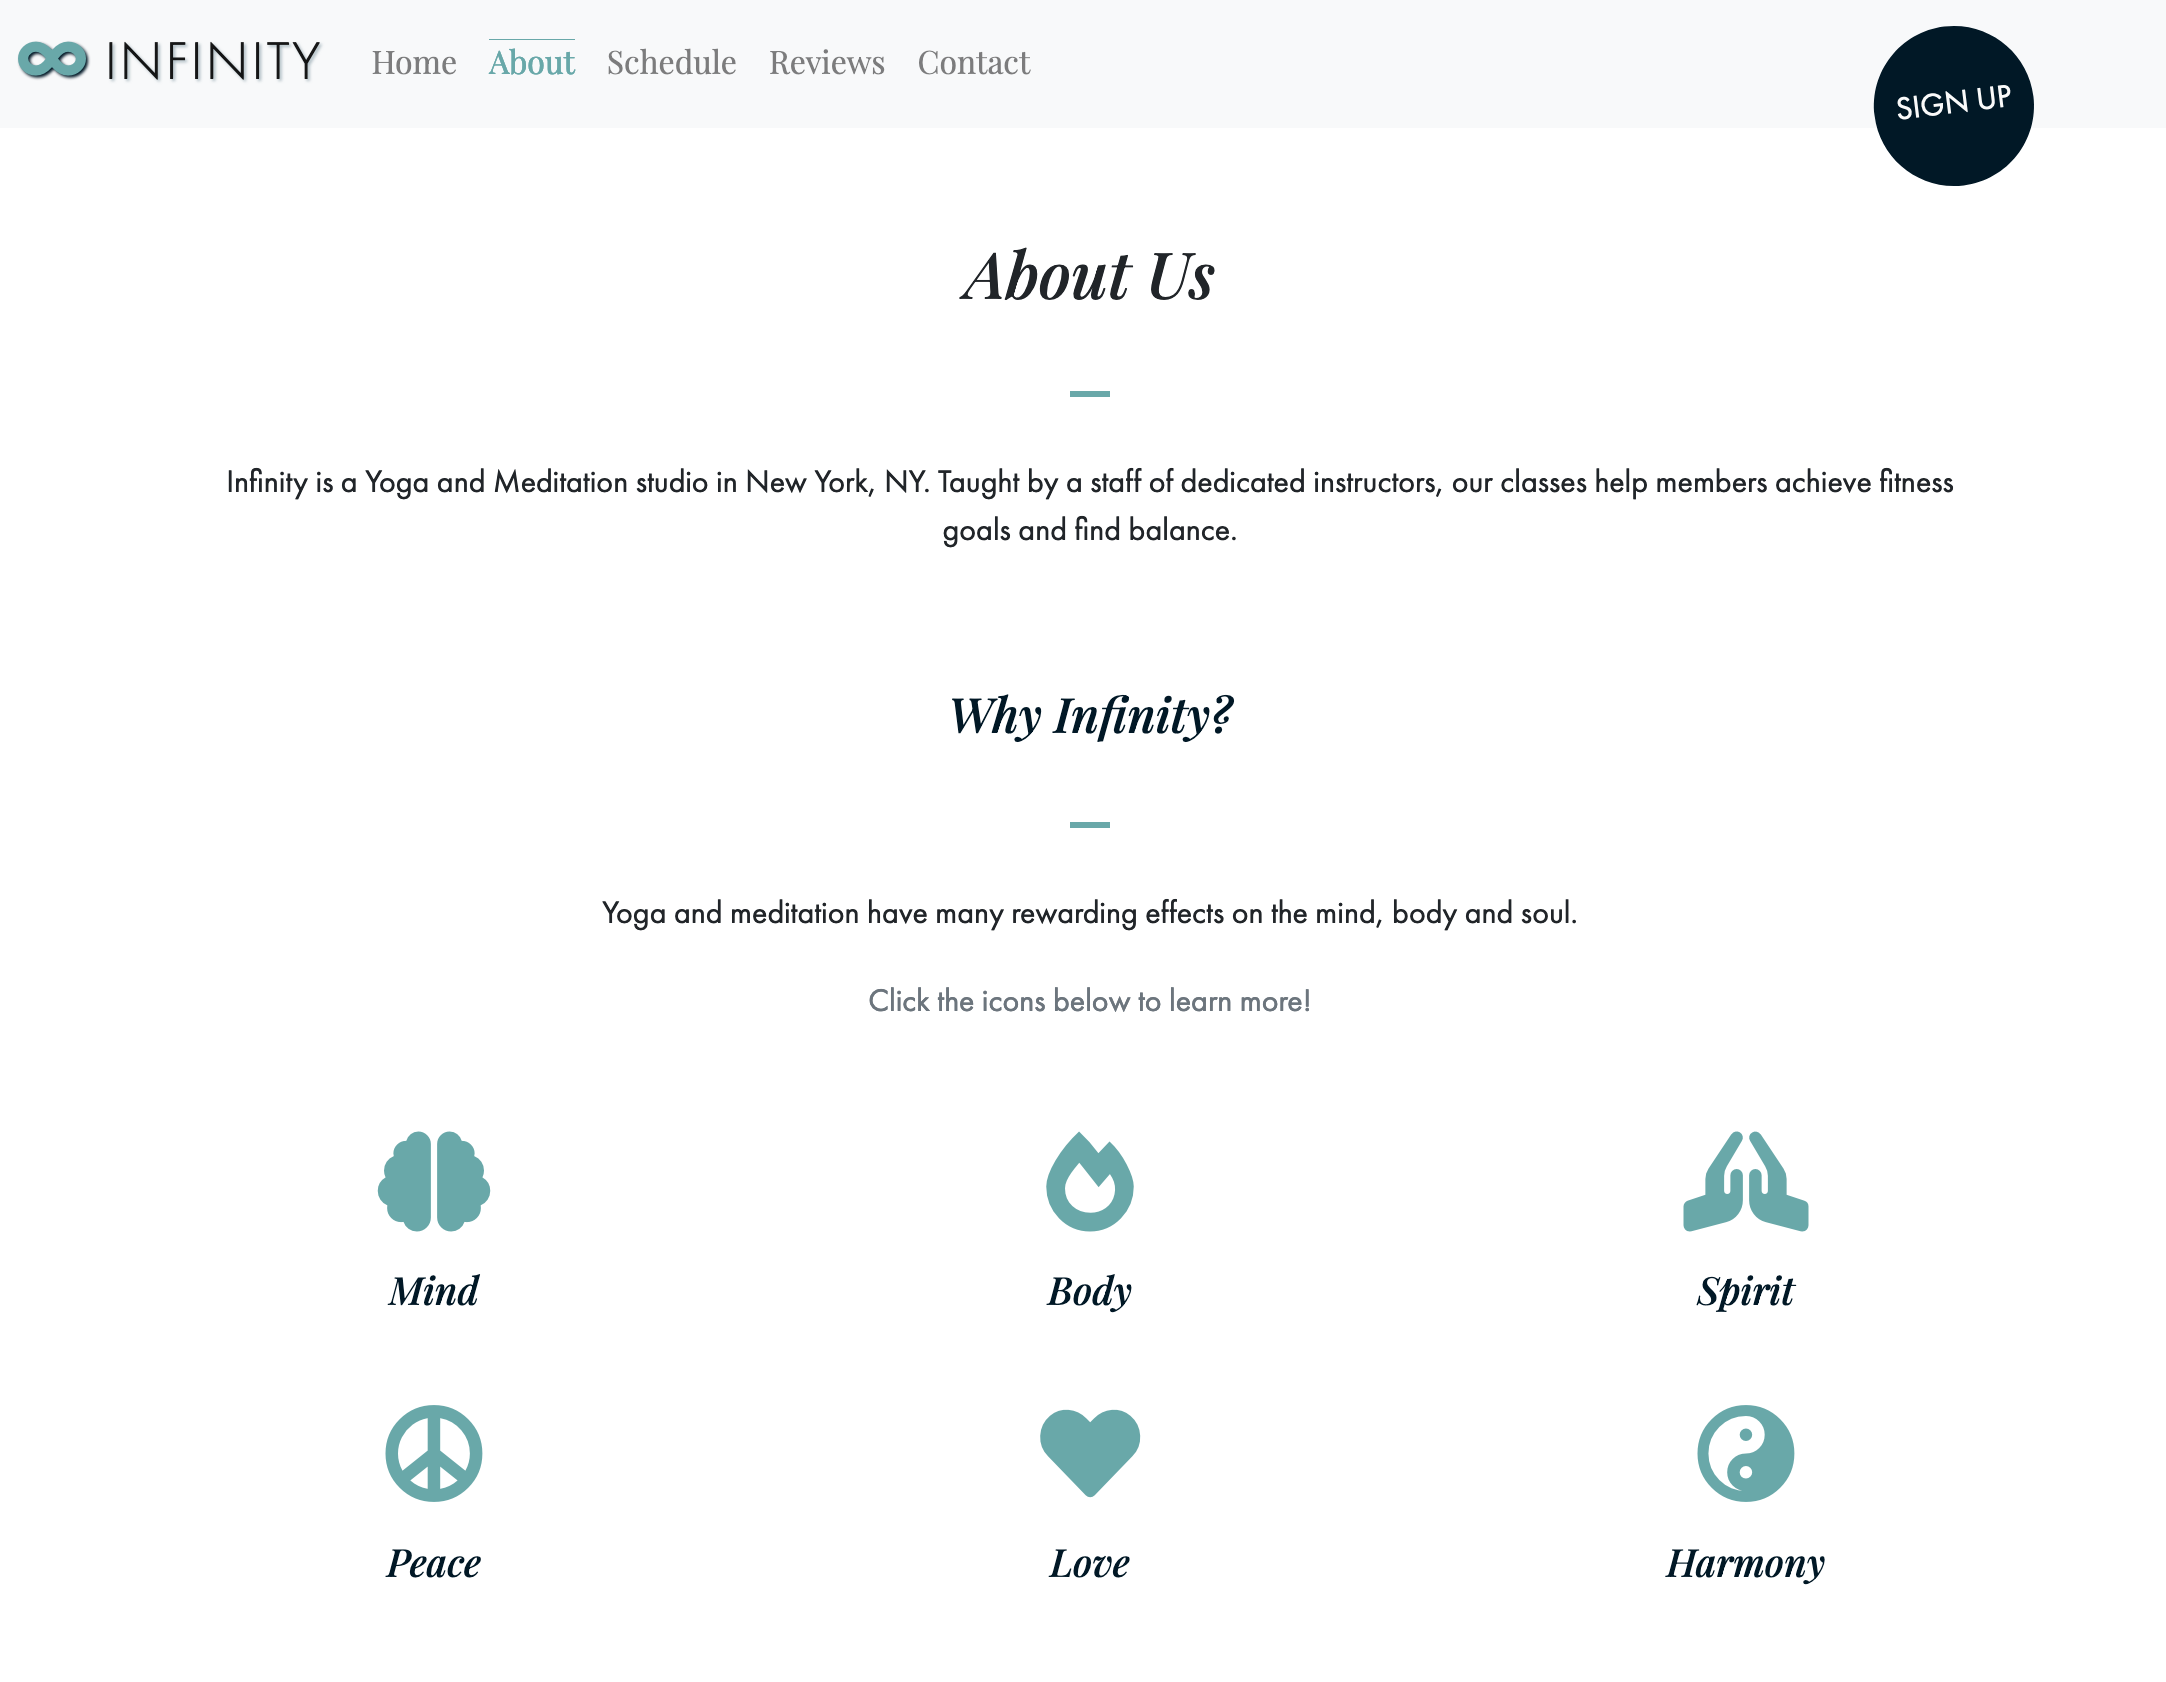 INFINITY Home About Schedule Reviews Contact
SIGN UP
About Us
Infinity is a Yoga and Meditation studio in New York, NY. Taught by a staff of dedicated instructors, our classes help members achieve fitness
goals and find balance.
Why Infinity?
Yoga and meditation have many rewarding effects on the mind, body and soul.
Click the icons below to learn more!
Mind Body Spirit
Peace Love Harmony